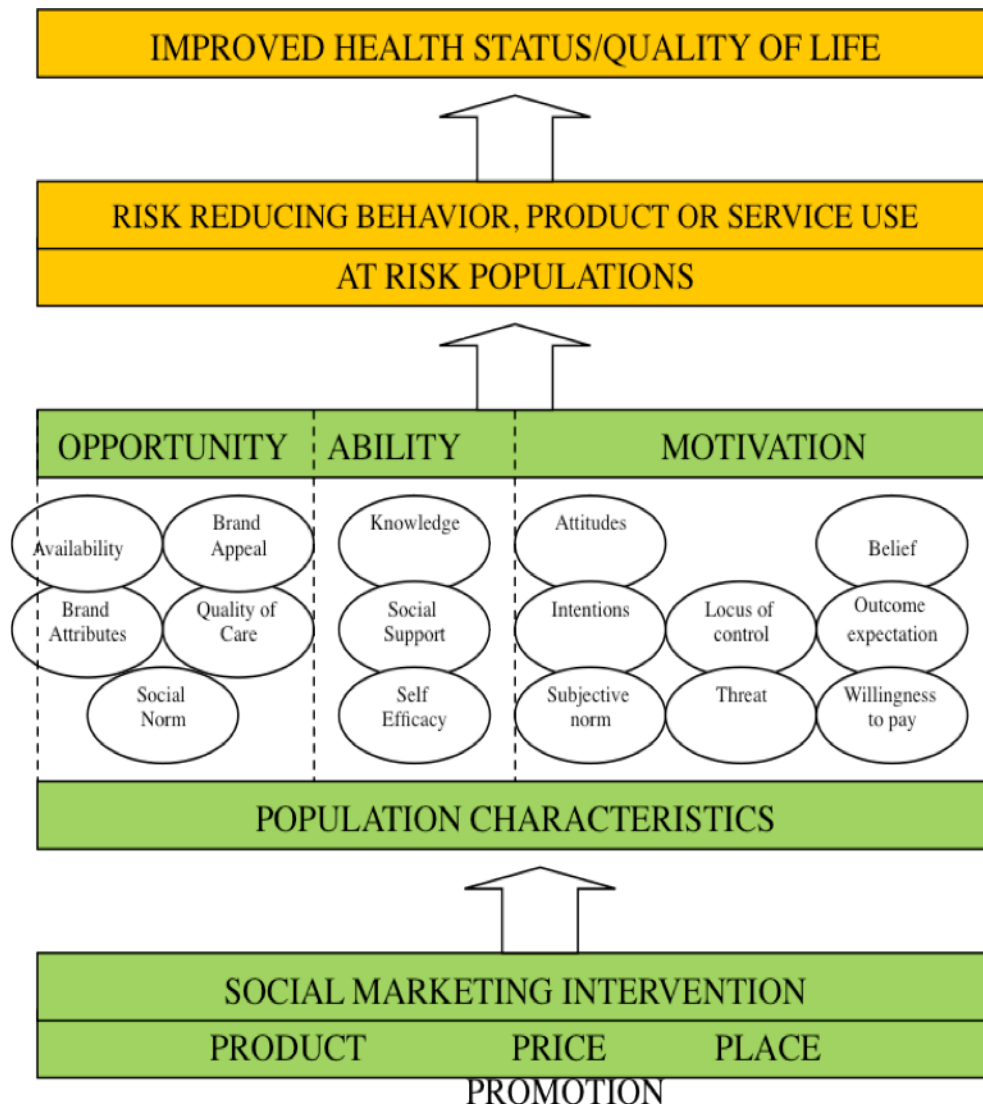 IMPROVED HEALTH STATUS/QUALITY OF LIFE
RISK REDUCING BEHAVIOR, PRODUCT OR SERVICE USE
AT RISK POPULATIONS
OPPORTUNITY ABILITY MOTIVATION
Availability
Brand
Appeal
Brand
Attributes
Quality of
Care
Social
Norm
Knowledge
Social
Support
Self
Efficacy
Attitudes
Belief
Intentions
Locus of
control
Outcome
expectation
Subjective
norm
Threat
Willingness
to pay
POPULATION CHARACTERISTICS
SOCIAL MARKETING INTERVENTION
PRODUCT PRICE PLACE
PROMOTION